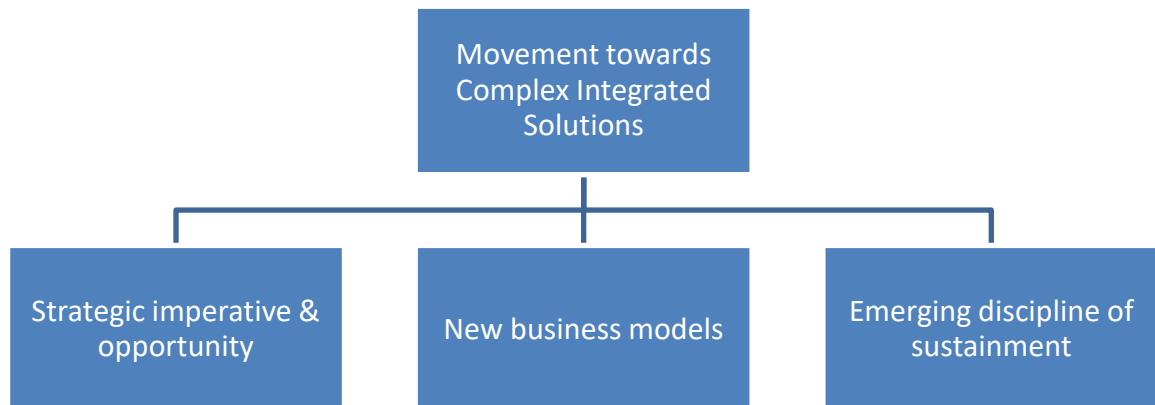 Movement towards
Complex Integrated
Solutions
Strategic imperative &
opportunity
New business models
Emerging discipline of
sustainment